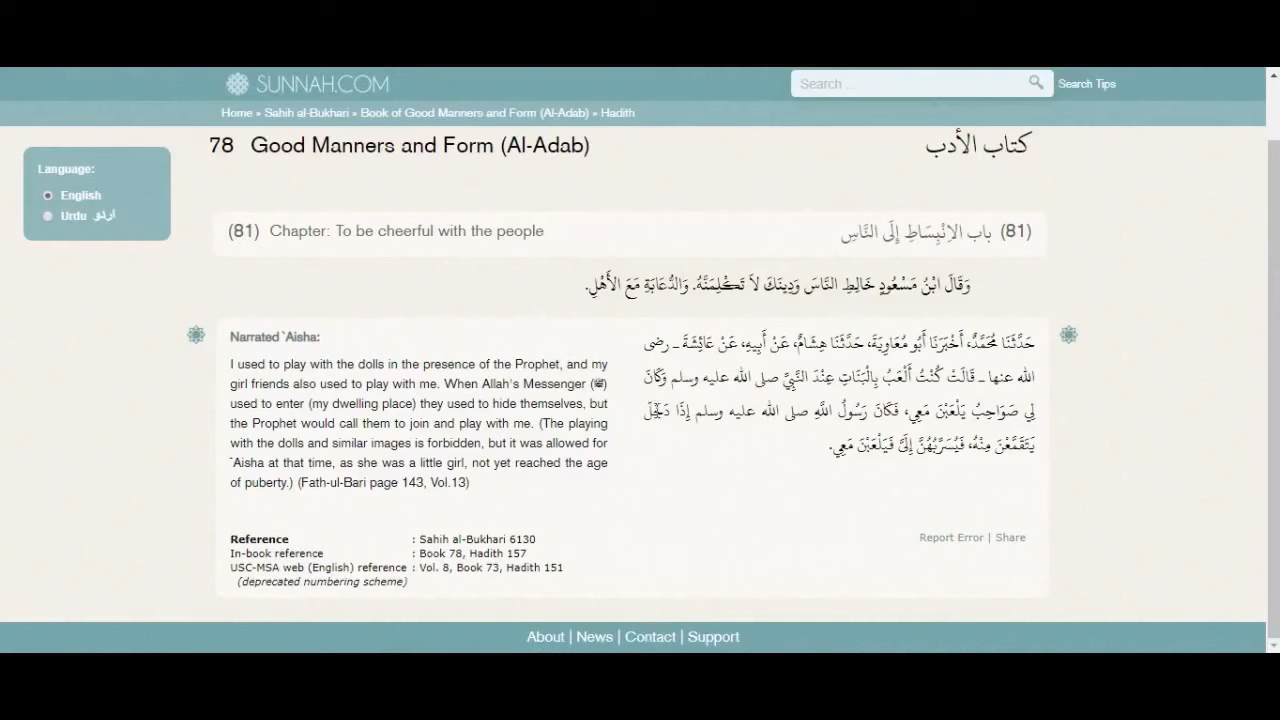 SUNNAH.COM
Search ...
Search Tips
Home » Sahih al-Bukhari » Book of Good Manners and Form (Al-Adab) » Hadith
78 Good Manners and Form (Al-Adab)
كتاب الأدب
Language:
English
Urdu اردو
(81) Chapter: To be cheerful with the people
(81) باب الاِنْبِسَاطِ إِلَى النَّاسِ
وَقَالَ ابْنُ مَسْعُودٍ خَالِطِ النَّاسَ وَدِينَكَ لاَ تَكْلِمَنَّهُ. وَالدُّعَابَةِ مَعَ الأَهْلِ.
Narrated `Aisha:
I used to play with the dolls in the presence of the Prophet, and my
girl friends also used to play with me. When Allah's Messenger (ﷺ)
used to enter (my dwelling place) they used to hide themselves, but
the Prophet would call them to join and play with me. (The playing
with the dolls and similar images is forbidden, but it was allowed for
`Aisha at that time, as she was a little girl, not yet reached the age
of puberty.) (Fath-ul-Bari page 143, Vol.13)
حَدَّثَنَا مُحَمَّدٌ، أَخْبَرَنَا أَبُو مُعَاوِيَةَ، حَدَّثَنَا هِشَامٌ، عَنْ أَبِيهِ، عَنْ عَائِشَةَ ـ رضى
الله عنها ـ قَالَتْ كُنْتُ أَلْعَبُ بِالْبَنَاتِ عِنْدَ النَّبِيِّ صلى الله عليه وسلم وَكَانَ
لِي صَوَاحِبُ يَلْعَبْنَ مَعِي، فَكَانَ رَسُولُ اللَّهِ صلى الله عليه وسلم إِذَا دَخَلَ
يَتَقَمَّعْنَ مِنْهُ، فَيُسَرِّبُهُنَّ إِلَىَّ فَيَلْعَبْنَ مَعِي.
Reference : Sahih al-Bukhari 6130
In-book reference : Book 78, Hadith 157
USC-MSA web (English) reference : Vol. 8, Book 73, Hadith 151
(deprecated numbering scheme)
Report Error | Share
About | News | Contact | Support